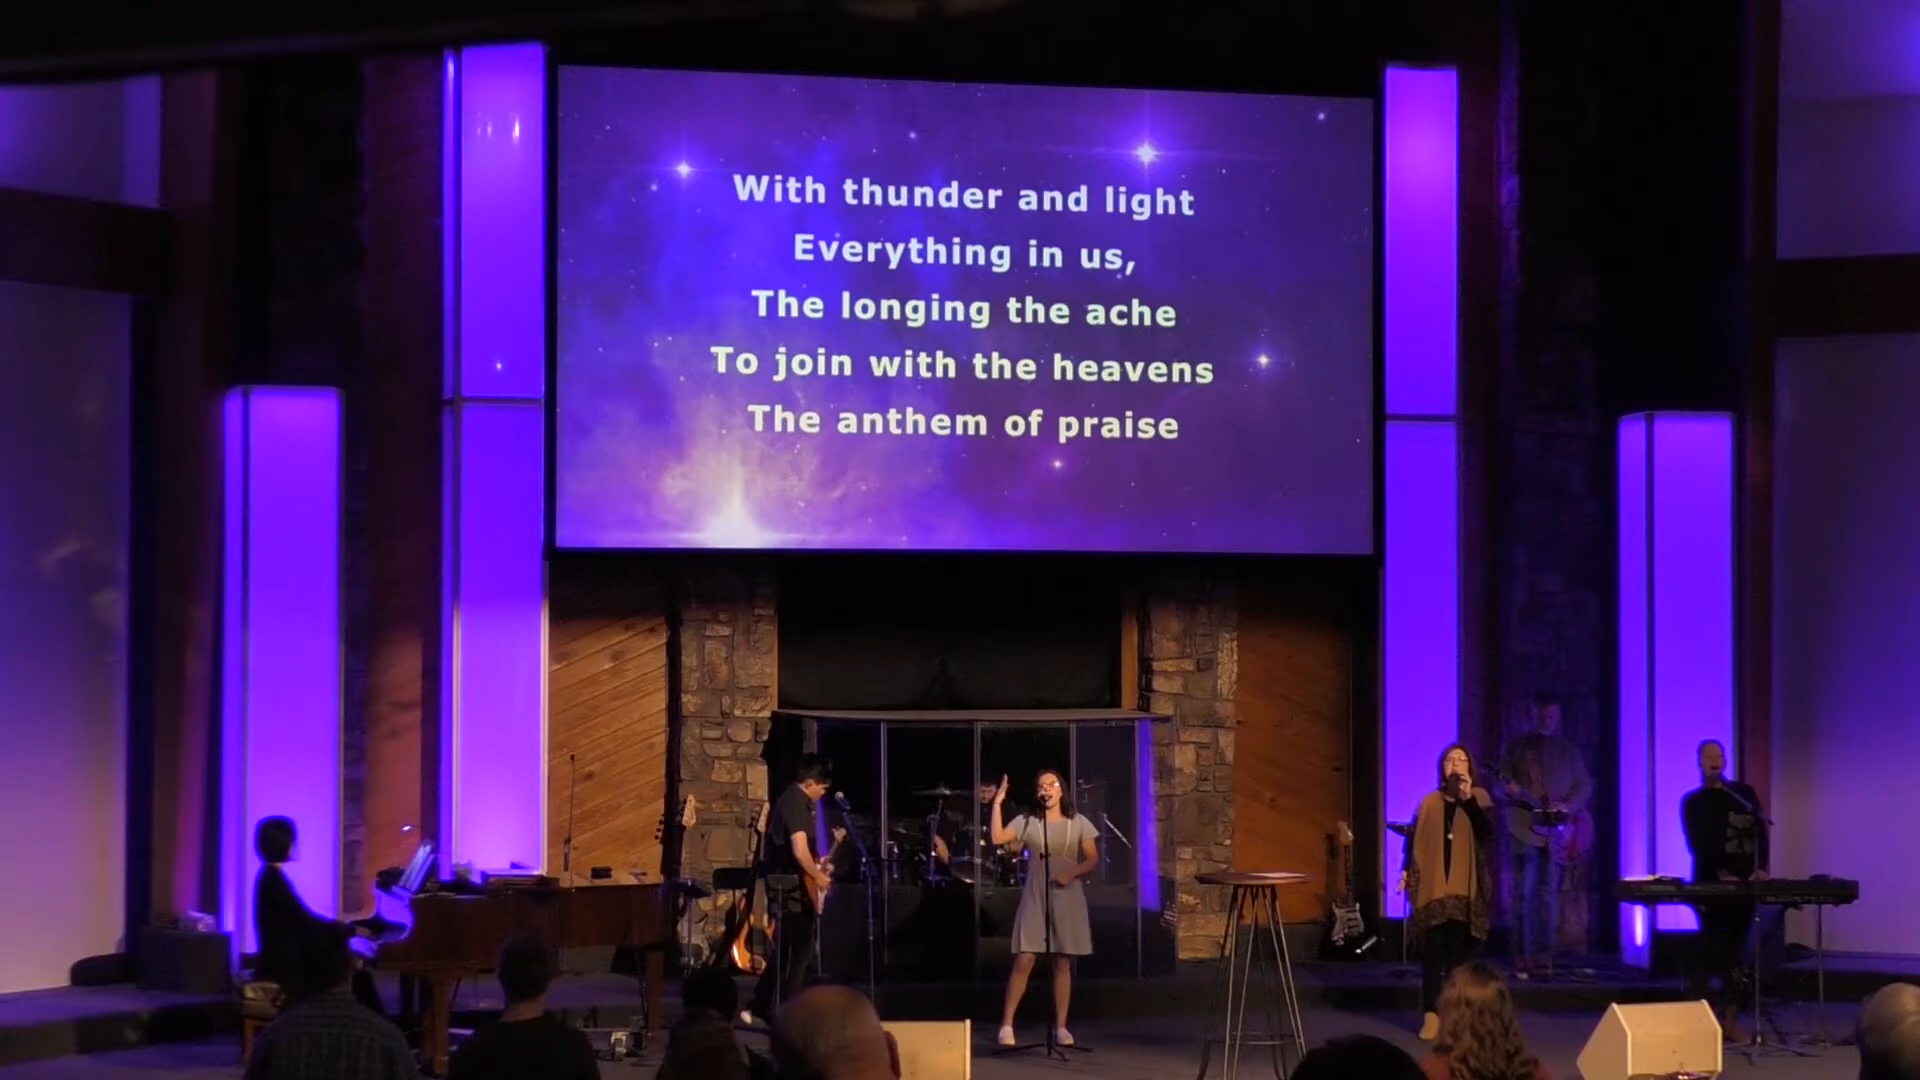 With thunder and light
Everything in us,
The longing the ache
To join with the heavens
The anthem of praise